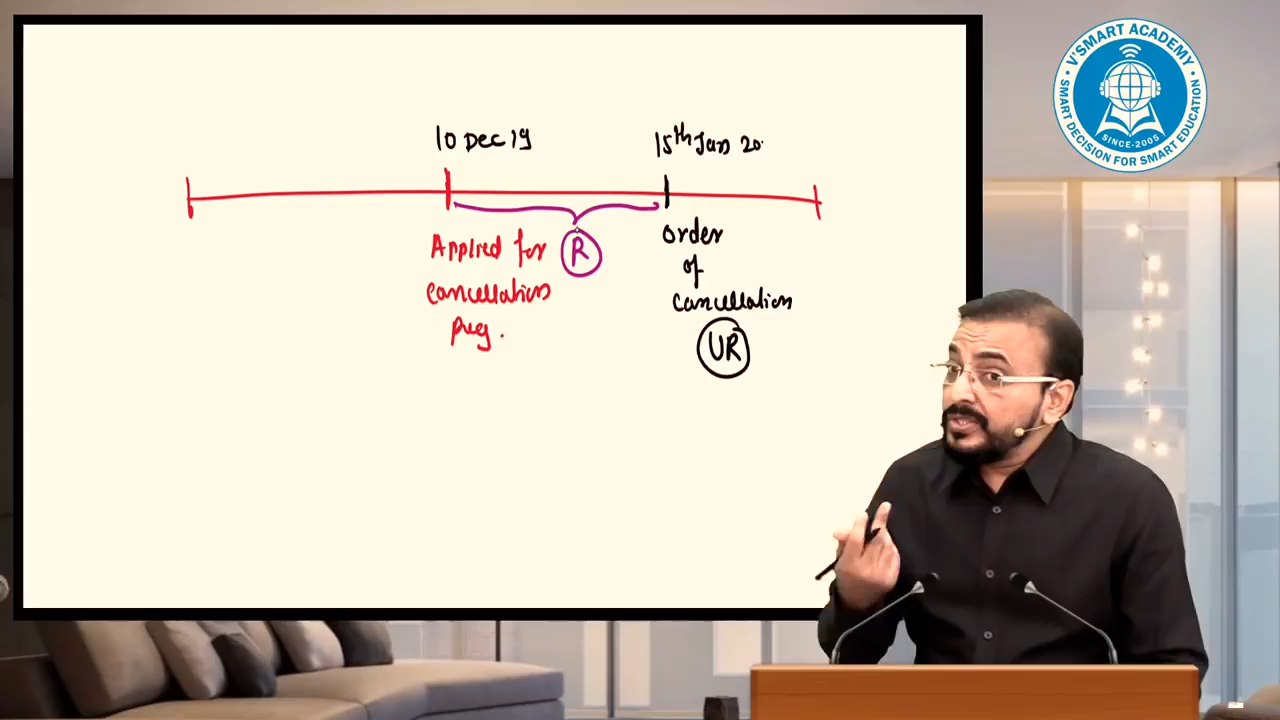 10 Dec 19
15th Jan 20
Applied for
cancellation
Reg.
R
order
of
cancellation
UR
V'SMART ACADEMY
SINCE-2005
SMART DECISION FOR SMART EDUCATION